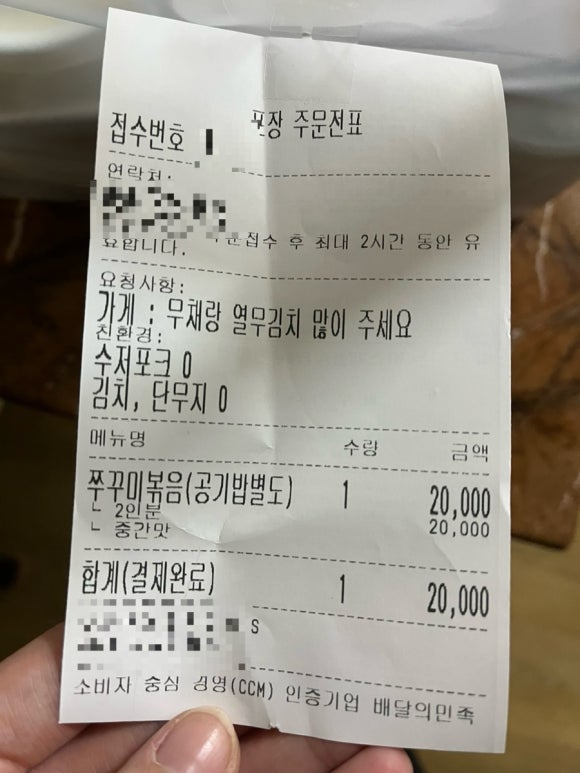 포장 주문전표
접수번호
연락처:
접수 후 최대 2시간 동안 유
효합니다.
요청사항:
가게 : 무채랑 열무김치 많이 주세요
친환경:
수저포크 O
김치, 단무지 O
메뉴명 수량 금액
쭈꾸미볶음(공기밥별도) 1 20,000
└ 2인분 20,000
└ 중간맛
합계(결제완료) 1 20,000
S
소비자 중심 경영(CCM) 인증기업 배달의민족